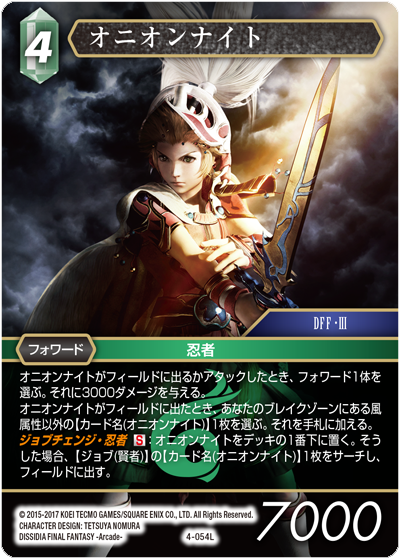 4
オニオンナイト
DFF・III
フォワード
忍者
オニオンナイトがフィールドに出るかアタックしたとき、フォワード1体を
選ぶ。それに3000ダメージを与える。
オニオンナイトがフィールドに出たとき、あなたのブレイクゾーンにある風
属性以外の【カード名(オニオンナイト)】1枚を選ぶ。それを手札に加える。
ジョブチェンジ・忍者 S：オニオンナイトをデッキの1番下に置く。そう
した場合、【ジョブ(賢者)】の【カード名(オニオンナイト)】1枚をサーチし、
フィールドに出す。
© 2015-2017 KOEI TECMO GAMES/SQUARE ENIX CO., LTD. All Rights Reserved.
CHARACTER DESIGN: TETSUYA NOMURA
DISSIDIA FINAL FANTASY -Arcade-
4-054L
7000